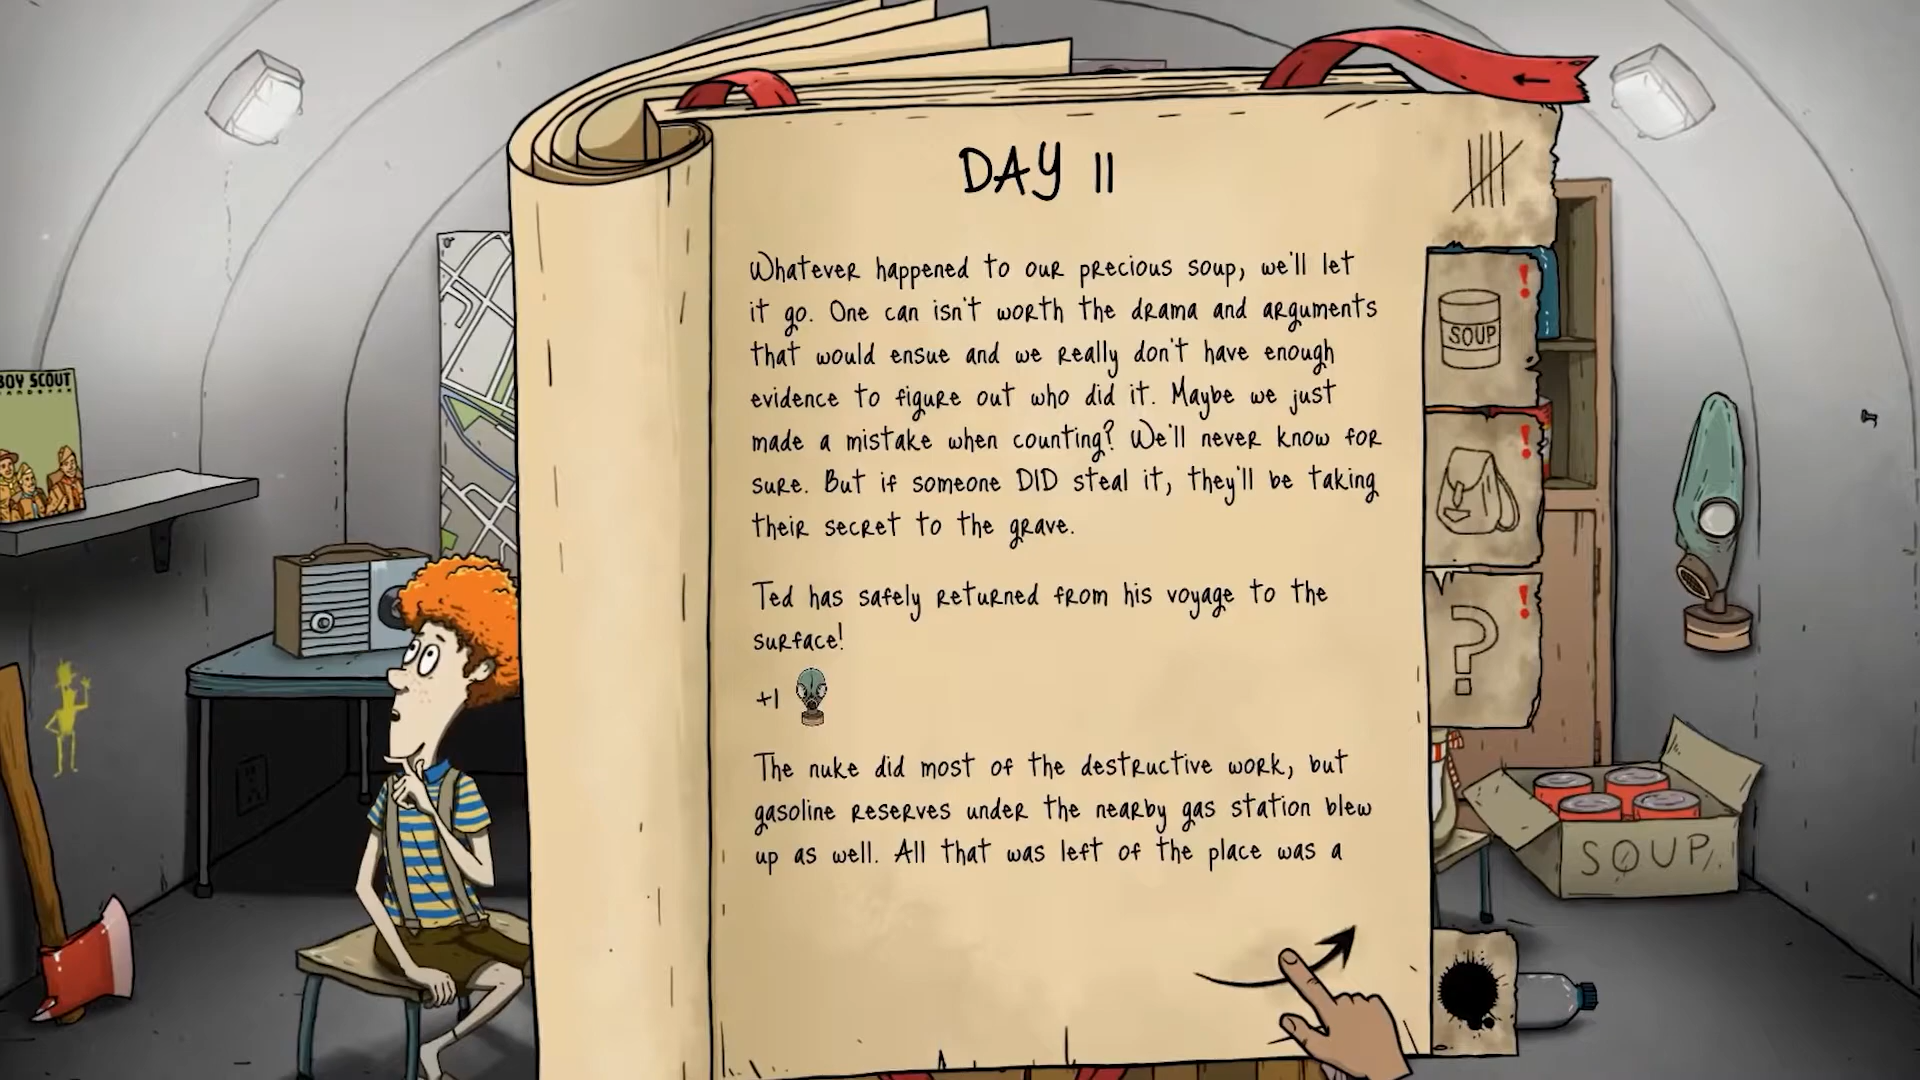 DAY 11
Whatever happened to our precious soup, we'll let
it go. One can isn't worth the drama and arguments
that would ensue and we really don't have enough
evidence to figure out who did it. Maybe we just
made a mistake when counting? We'll never know for
sure. But if someone DID steal it, they'll be taking
their secret to the grave.
Ted has safely returned from his voyage to the
surface!
+1
The nuke did most of the destructive work, but
gasoline reserves under the nearby gas station blew
up as well. All that was left of the place was a
SOUP
!
!
?
!
BOY SCOUT
SOUP